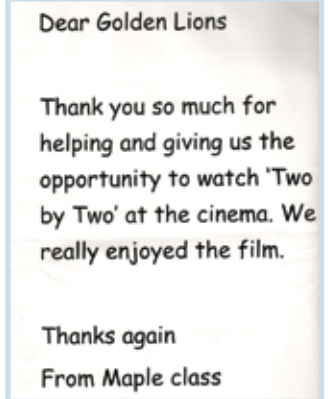 Dear Golden Lions
Thank you so much for
helping and giving us the
opportunity to watch 'Two
by Two' at the cinema. We
really enjoyed the film.
Thanks again
From Maple class